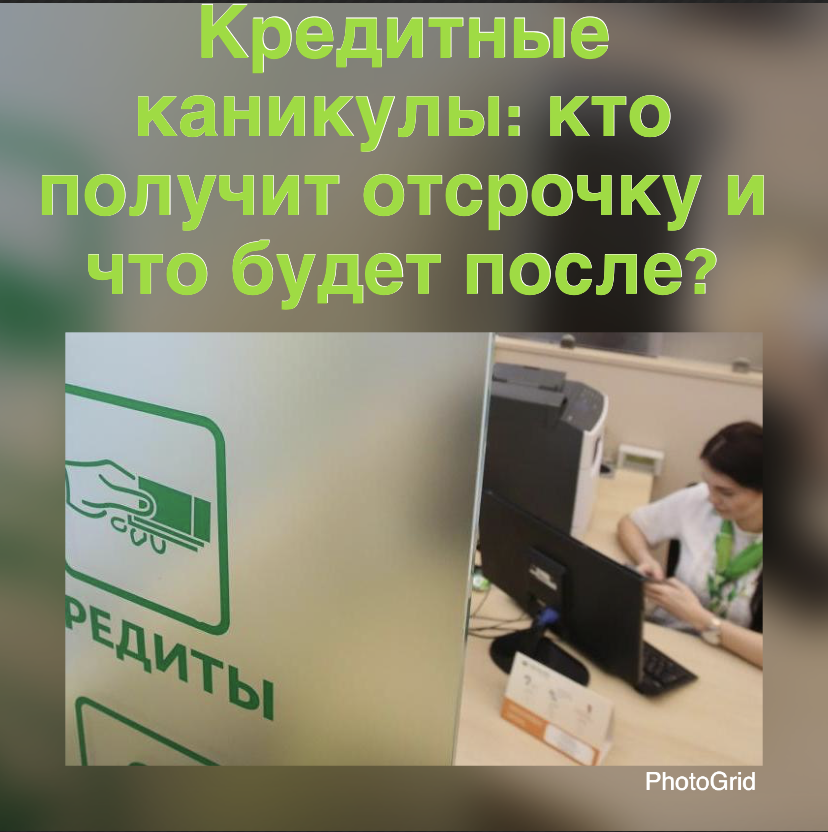 Кредитные
каникулы: кто
получит отсрочку и
что будет после?
РЕДИТЫ
PhotoGrid